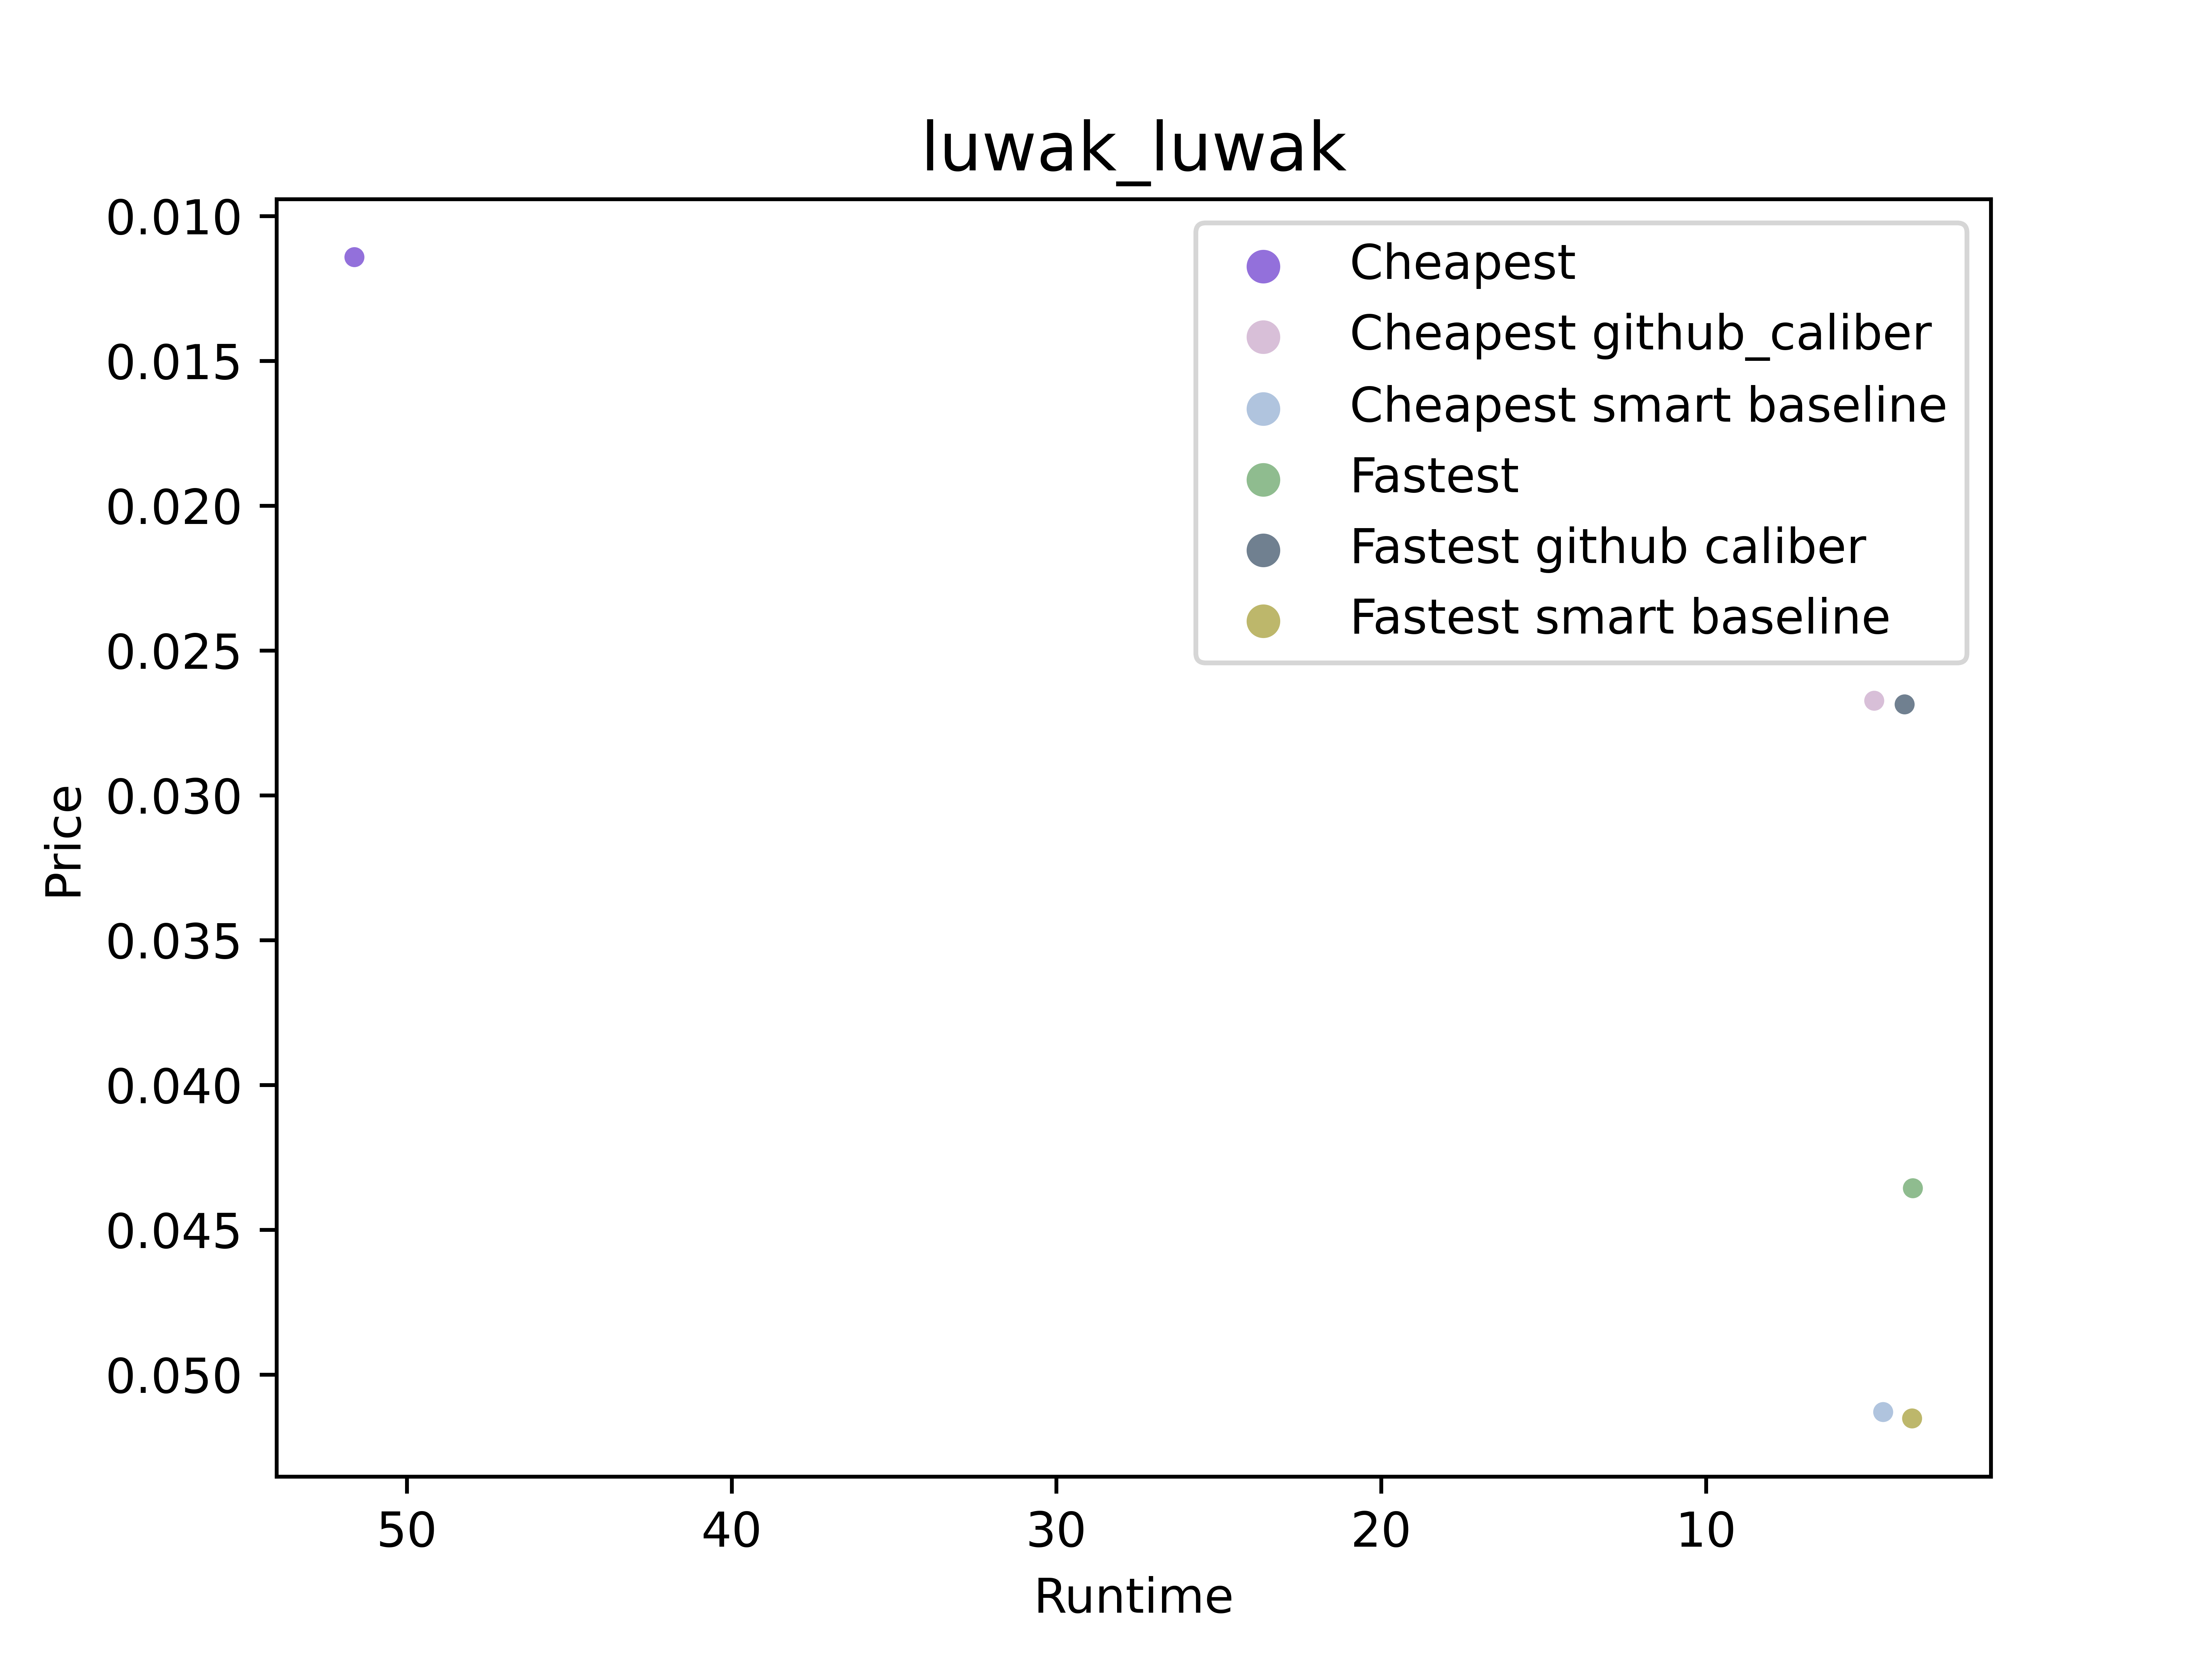 luwak_luwak
0.010
0.015
0.020
0.025
0.030
0.035
0.040
0.045
0.050
Price
Cheapest
Cheapest github_caliber
Cheapest smart baseline
Fastest
Fastest github caliber
Fastest smart baseline
50 40 30 20 10
Runtime